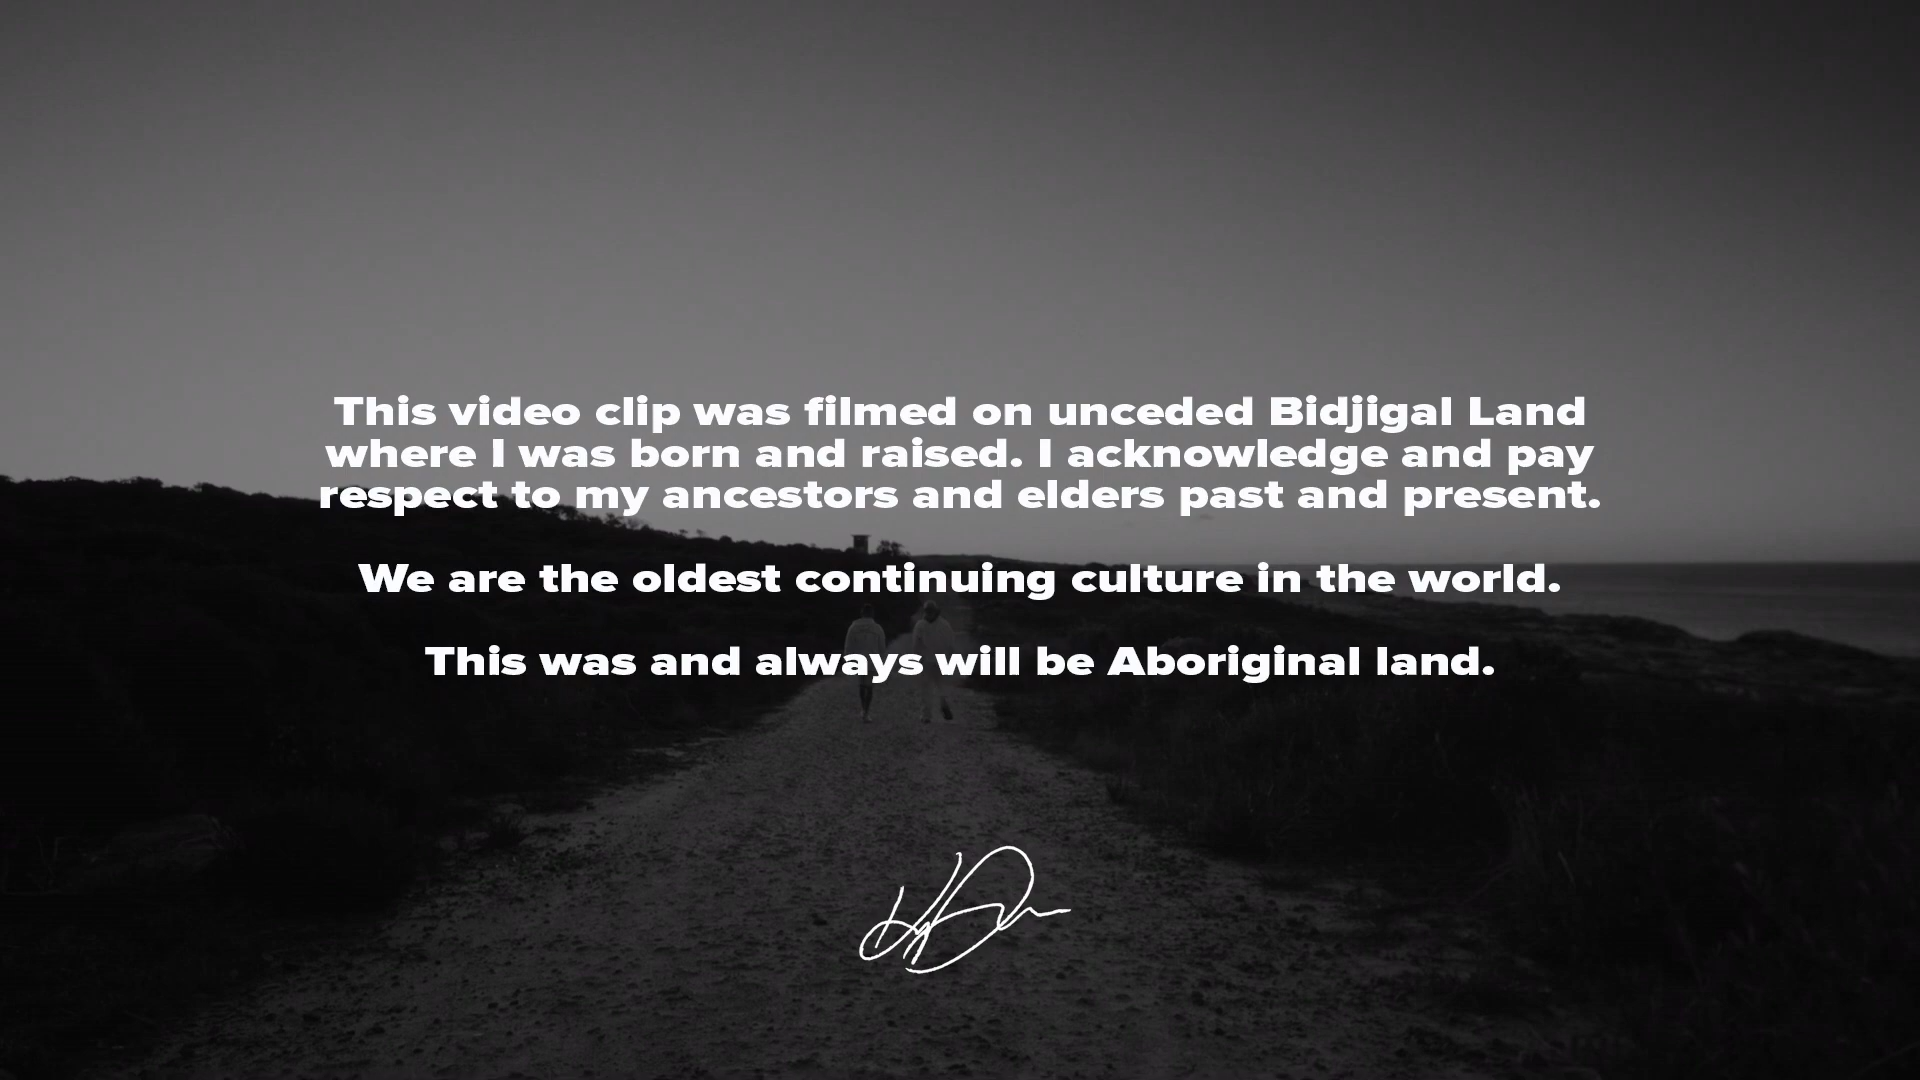 This video clip was filmed on unceded Bidjigal Land
where I was born and raised. I acknowledge and pay
respect to my ancestors and elders past and present.
We are the oldest continuing culture in the world.
This was and always will be Aboriginal land.